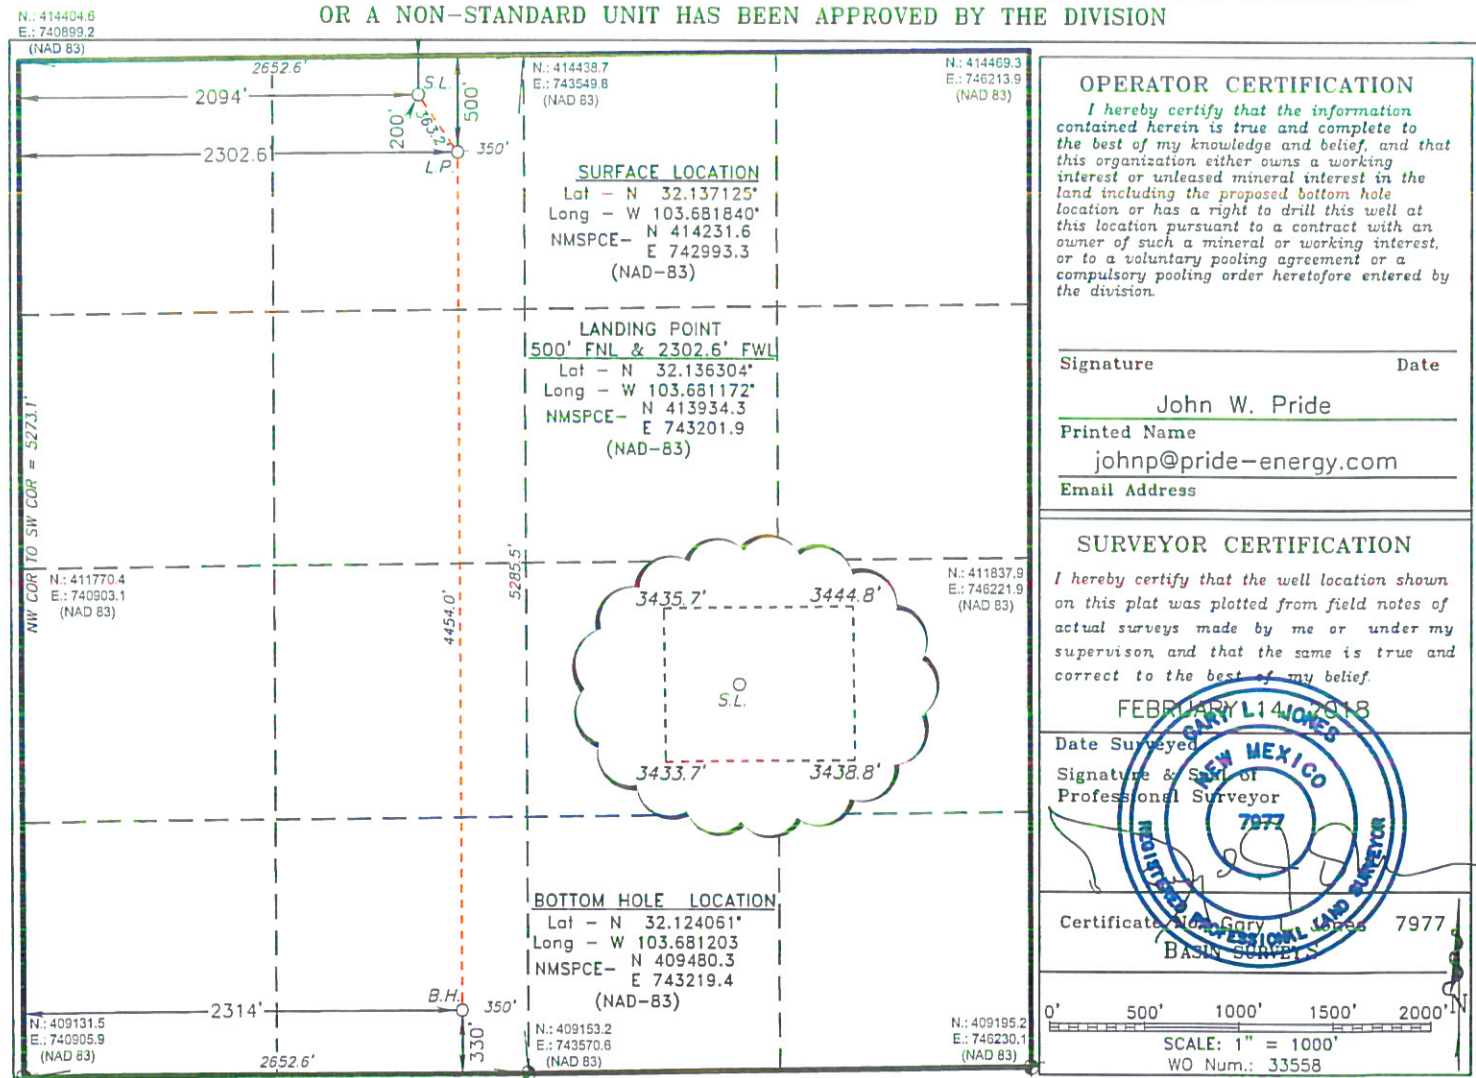 OR A NON-STANDARD UNIT HAS BEEN APPROVED BY THE DIVISION
N.: 414404.6
E.: 740899.2
(NAD 83)
2652.6'
N.: 414438.7
E.: 743549.8
(NAD 83)
N.: 414469.3
E.: 746213.9
(NAD 83)
S.L.
2094'
200'
363.2'
500'
2302.6'
350'
L.P.
SURFACE LOCATION
Lat - N 32.137125°
Long - W 103.681840°
NMSPCE- N 414231.6
E 742993.3
(NAD-83)
LANDING POINT
500' FNL & 2302.6' FWL
Lat - N 32.136304°
Long - W 103.681172°
NMSPCE- N 413934.3
E 743201.9
(NAD-83)
NW COR TO SW COR = 5273.1'
N.: 411770.4
E.: 740903.1
(NAD 83)
4454.0'
5285.5'
N.: 411837.9
E.: 746221.9
(NAD 83)
3435.7'
3444.8'
S.L.
3433.7'
3438.8'
BOTTOM HOLE LOCATION
Lat - N 32.124061°
Long - W 103.681203
NMSPCE- N 409480.3
E 743219.4
(NAD-83)
B.H.
350'
2314'
330'
N.: 409131.5
E.: 740905.9
(NAD 83)
2652.6'
N.: 409153.2
E.: 743570.6
(NAD 83)
N.: 409195.2
E.: 746230.1
(NAD 83)
OPERATOR CERTIFICATION
I hereby certify that the information
contained herein is true and complete to
the best of my knowledge and belief, and that
this organization either owns a working
interest or unleased mineral interest in the
land including the proposed bottom hole
location or has a right to drill this well at
this location pursuant to a contract with an
owner of such a mineral or working interest,
or to a voluntary pooling agreement or a
compulsory pooling order heretofore entered by
the division.
Signature Date
John W. Pride
Printed Name
johnp@pride-energy.com
Email Address
SURVEYOR CERTIFICATION
I hereby certify that the well location shown
on this plat was plotted from field notes of
actual surveys made by me or under my
supervison, and that the same is true and
correct to the best of my belief.
FEBRUARY 14, 2018
Date Surveyed
Signature & Seal of
Professional Surveyor
GARY L. JONES
NEW MEXICO
7977
REGISTERED PROFESSIONAL LAND SURVEYOR
Certificate No. Gary L. Jones 7977
BASIN SURVEYS
0' 500' 1000' 1500' 2000'
N
SCALE: 1" = 1000'
WO Num.: 33558